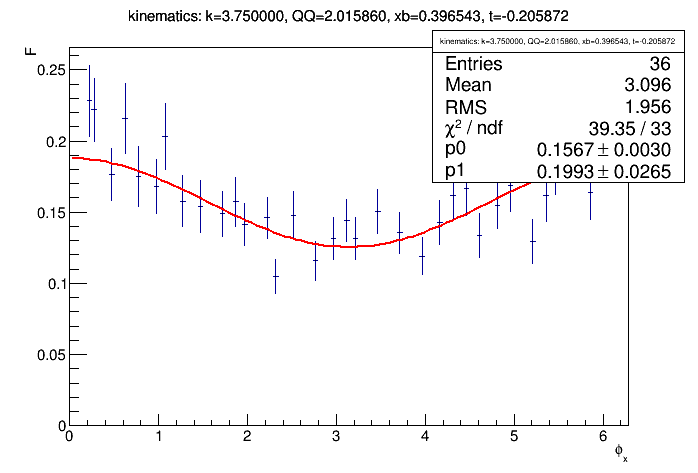 kinematics: k=3.750000, QQ=2.015860, xb=0.396543, t=-0.205872
F
kinematics: k=3.750000, QQ=2.015860, xb=0.396543, t=-0.205872
Entries 36
Mean 3.096
RMS 1.956
χ² / ndf 39.35 / 33
p0 0.1567 ± 0.0030
p1 0.1993 ± 0.0265
0.25
0.2
0.15
0.1
0.05
0
0 1 2 3 4 5 6
ϕx